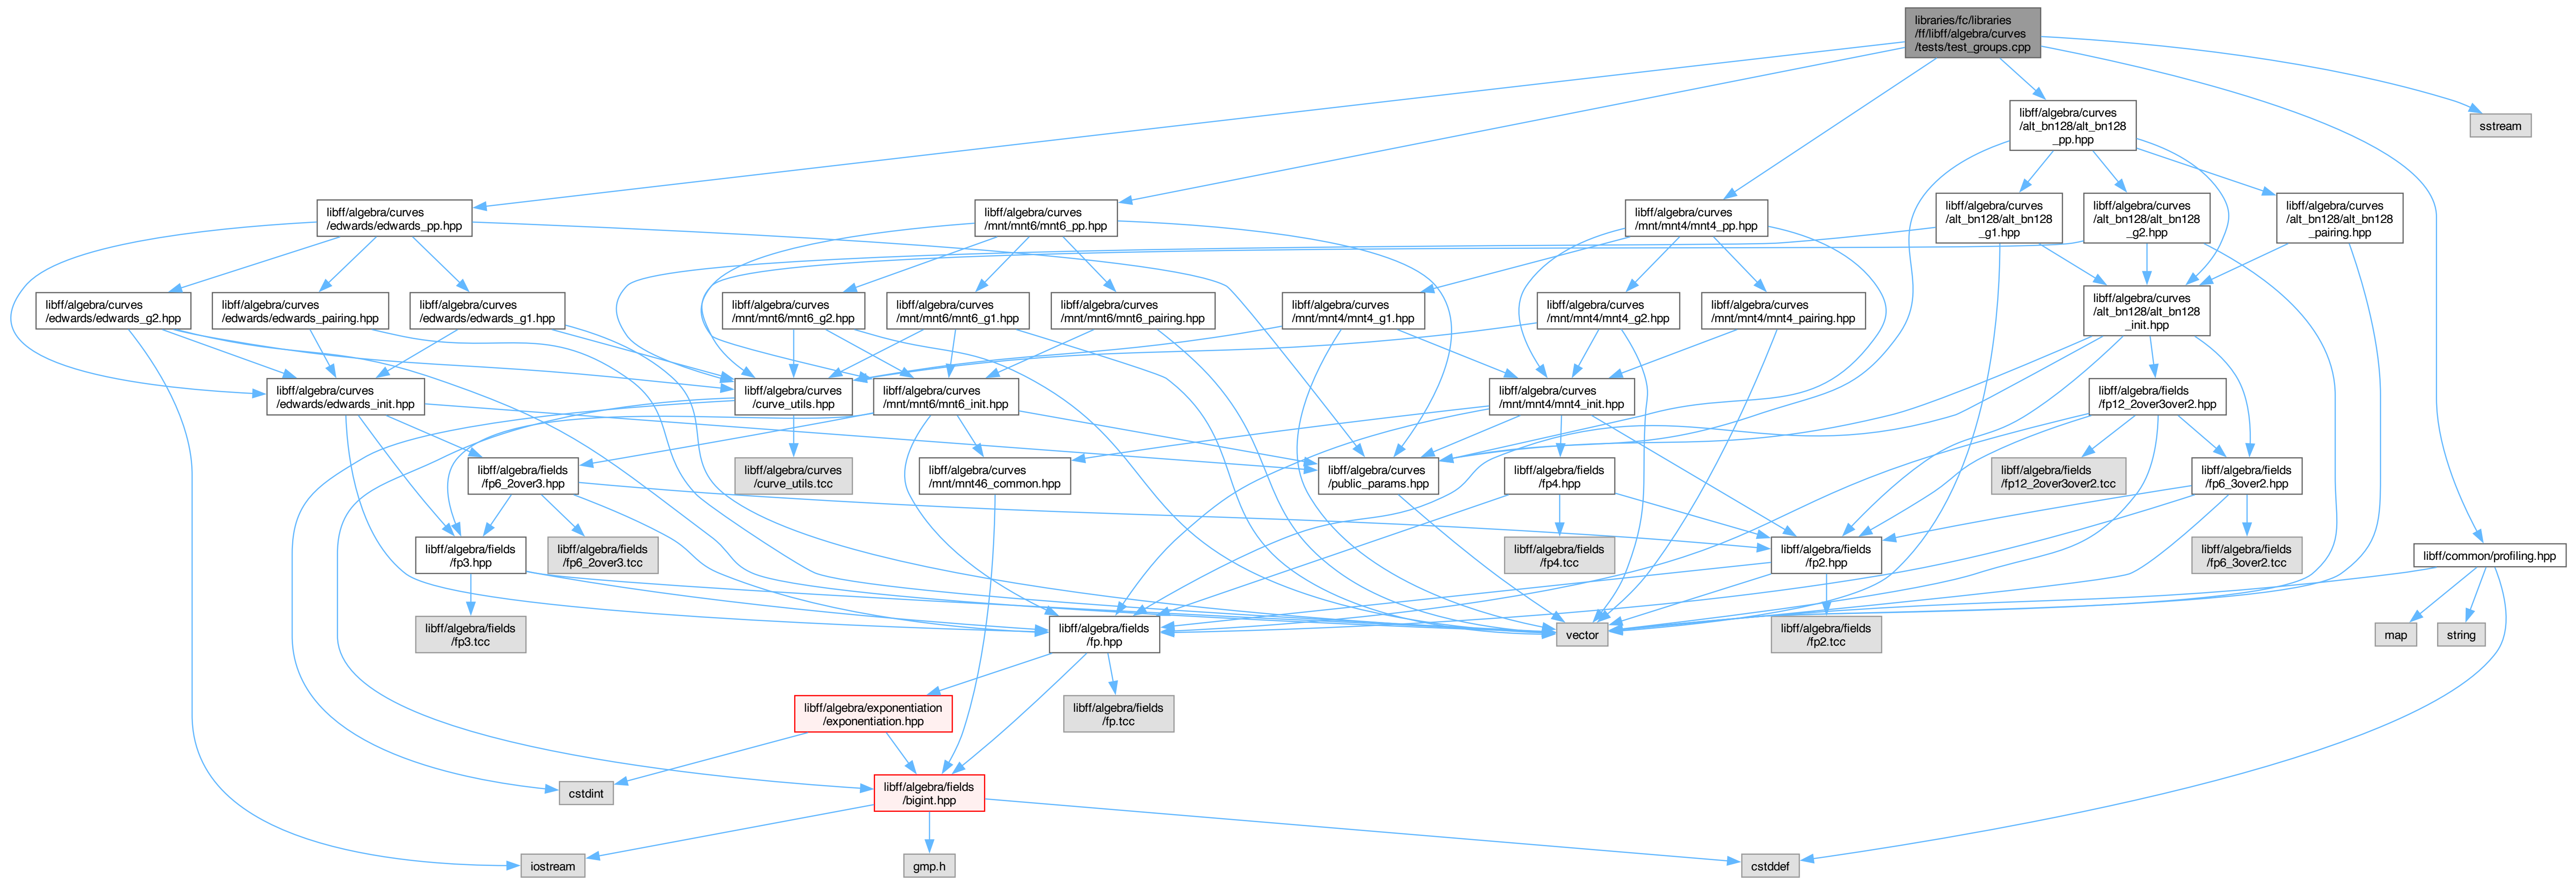 libraries/fc/libraries
/ff/libff/algebra/curves
/tests/test_groups.cpp
libff/algebra/curves
/alt_bn128/alt_bn128
_pp.hpp
sstream
libff/algebra/curves
/edwards/edwards_pp.hpp
libff/algebra/curves
/mnt/mnt6/mnt6_pp.hpp
libff/algebra/curves
/mnt/mnt4/mnt4_pp.hpp
libff/algebra/curves
/alt_bn128/alt_bn128
_g1.hpp
libff/algebra/curves
/alt_bn128/alt_bn128
_g2.hpp
libff/algebra/curves
/alt_bn128/alt_bn128
_pairing.hpp
libff/algebra/curves
/edwards/edwards_g2.hpp
libff/algebra/curves
/edwards/edwards_pairing.hpp
libff/algebra/curves
/edwards/edwards_g1.hpp
libff/algebra/curves
/mnt/mnt6/mnt6_g2.hpp
libff/algebra/curves
/mnt/mnt6/mnt6_g1.hpp
libff/algebra/curves
/mnt/mnt6/mnt6_pairing.hpp
libff/algebra/curves
/mnt/mnt4/mnt4_g1.hpp
libff/algebra/curves
/mnt/mnt4/mnt4_g2.hpp
libff/algebra/curves
/mnt/mnt4/mnt4_pairing.hpp
libff/algebra/curves
/alt_bn128/alt_bn128
_init.hpp
libff/algebra/curves
/edwards/edwards_init.hpp
libff/algebra/curves
/curve_utils.hpp
libff/algebra/curves
/mnt/mnt6/mnt6_init.hpp
libff/algebra/curves
/mnt/mnt4/mnt4_init.hpp
libff/algebra/fields
/fp12_2over3over2.hpp
libff/algebra/fields
/fp6_2over3.hpp
libff/algebra/curves
/curve_utils.tcc
libff/algebra/curves
/mnt/mnt46_common.hpp
libff/algebra/curves
/public_params.hpp
libff/algebra/fields
/fp4.hpp
libff/algebra/fields
/fp12_2over3over2.tcc
libff/algebra/fields
/fp6_3over2.hpp
libff/algebra/fields
/fp3.hpp
libff/algebra/fields
/fp6_2over3.tcc
libff/algebra/fields
/fp4.tcc
libff/algebra/fields
/fp2.hpp
libff/algebra/fields
/fp6_3over2.tcc
libff/common/profiling.hpp
libff/algebra/fields
/fp3.tcc
libff/algebra/fields
/fp.hpp
vector
libff/algebra/fields
/fp2.tcc
map
string
libff/algebra/exponentiation
/exponentiation.hpp
libff/algebra/fields
/fp.tcc
cstdint
libff/algebra/fields
/bigint.hpp
iostream
gmp.h
cstddef